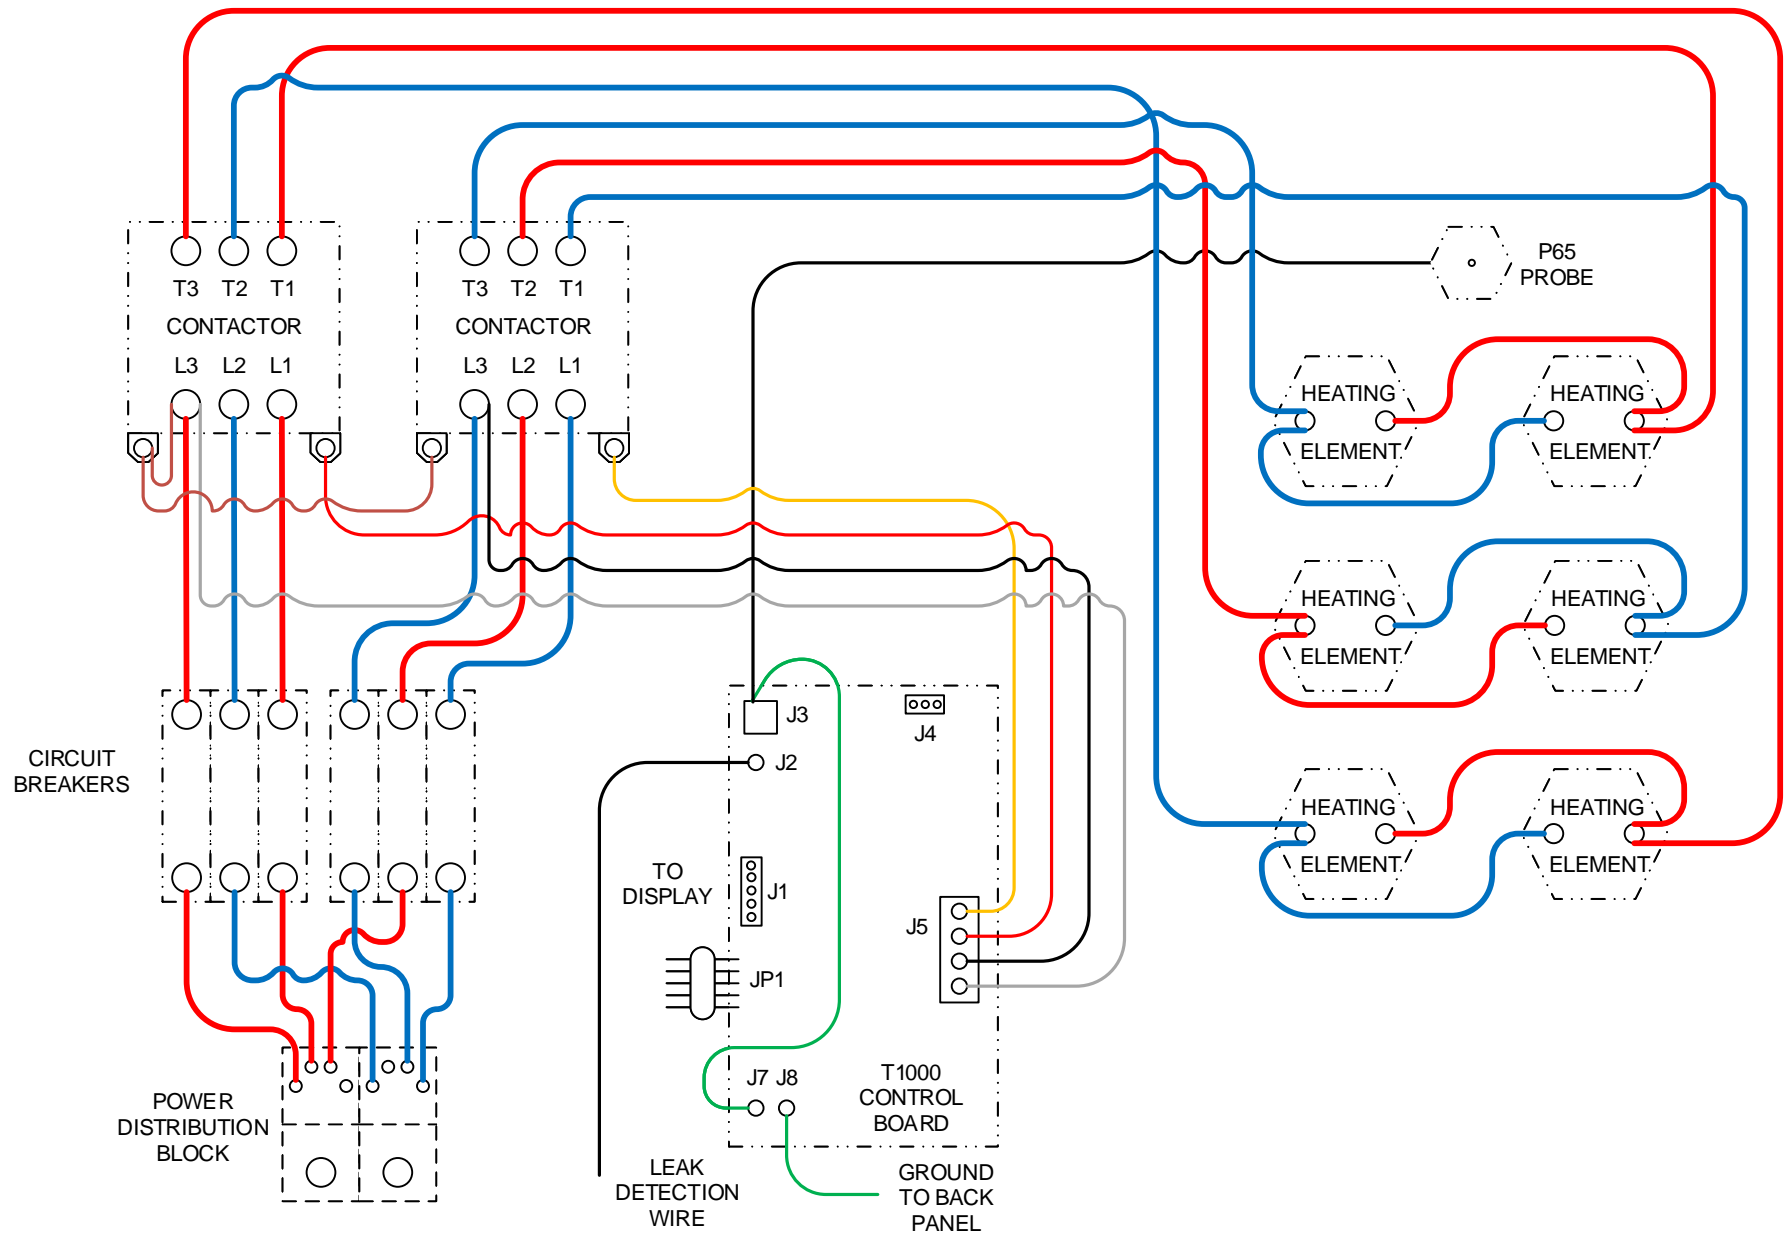 T3 T2 T1
CONTACTOR
L3 L2 L1
T3 T2 T1
CONTACTOR
L3 L2 L1
P65
PROBE
HEATING
ELEMENT
HEATING
ELEMENT
HEATING
ELEMENT
HEATING
ELEMENT
HEATING
ELEMENT
HEATING
ELEMENT
CIRCUIT
BREAKERS
J3
J4
J2
TO
DISPLAY
J1
J5
JP1
J7 J8
T1000
CONTROL
BOARD
POWER
DISTRIBUTION
BLOCK
LEAK
DETECTION
WIRE
GROUND
TO BACK
PANEL